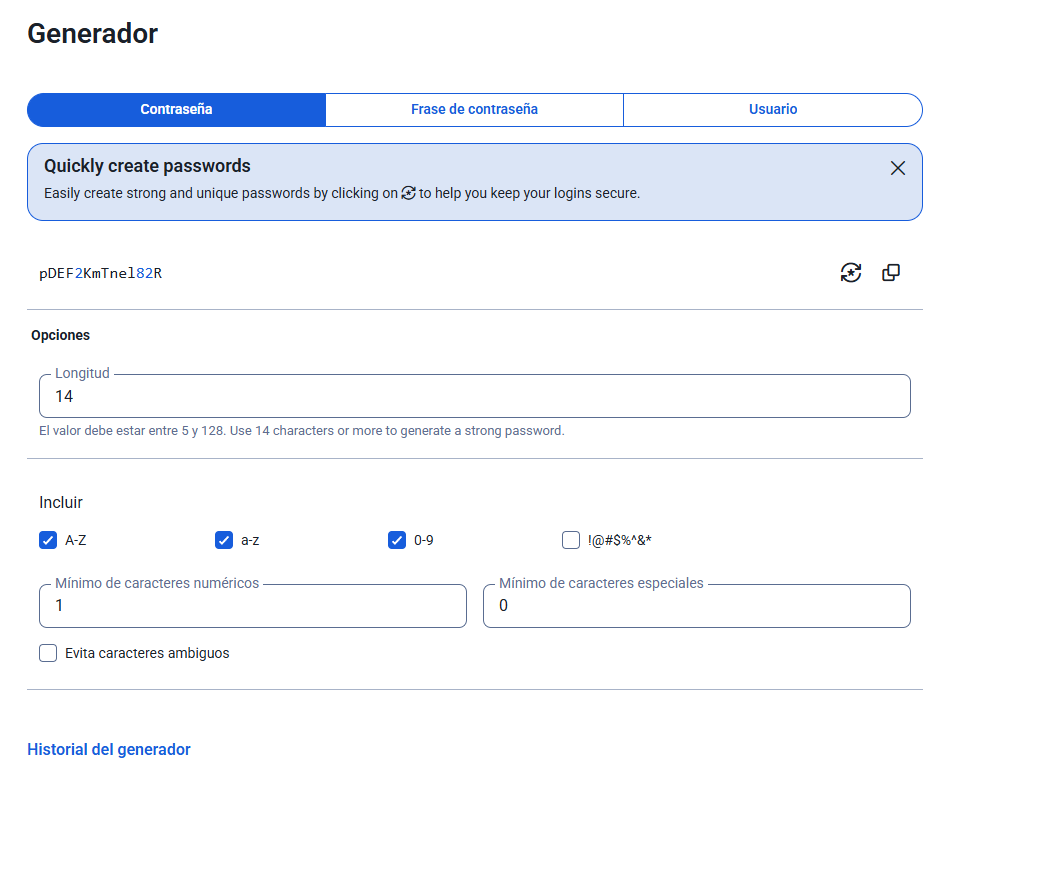 Generador
Contraseña
Frase de contraseña
Usuario
Quickly create passwords
Easily create strong and unique passwords by clicking on to help you keep your logins secure.
pDEF2KmTnel82R
Opciones
Longitud
14
El valor debe estar entre 5 y 128. Use 14 characters or more to generate a strong password.
Incluir
A-Z
a-z
0-9
!@#$%^&*
Mínimo de caracteres numéricos
1
Mínimo de caracteres especiales
0
Evita caracteres ambiguos
Historial del generador